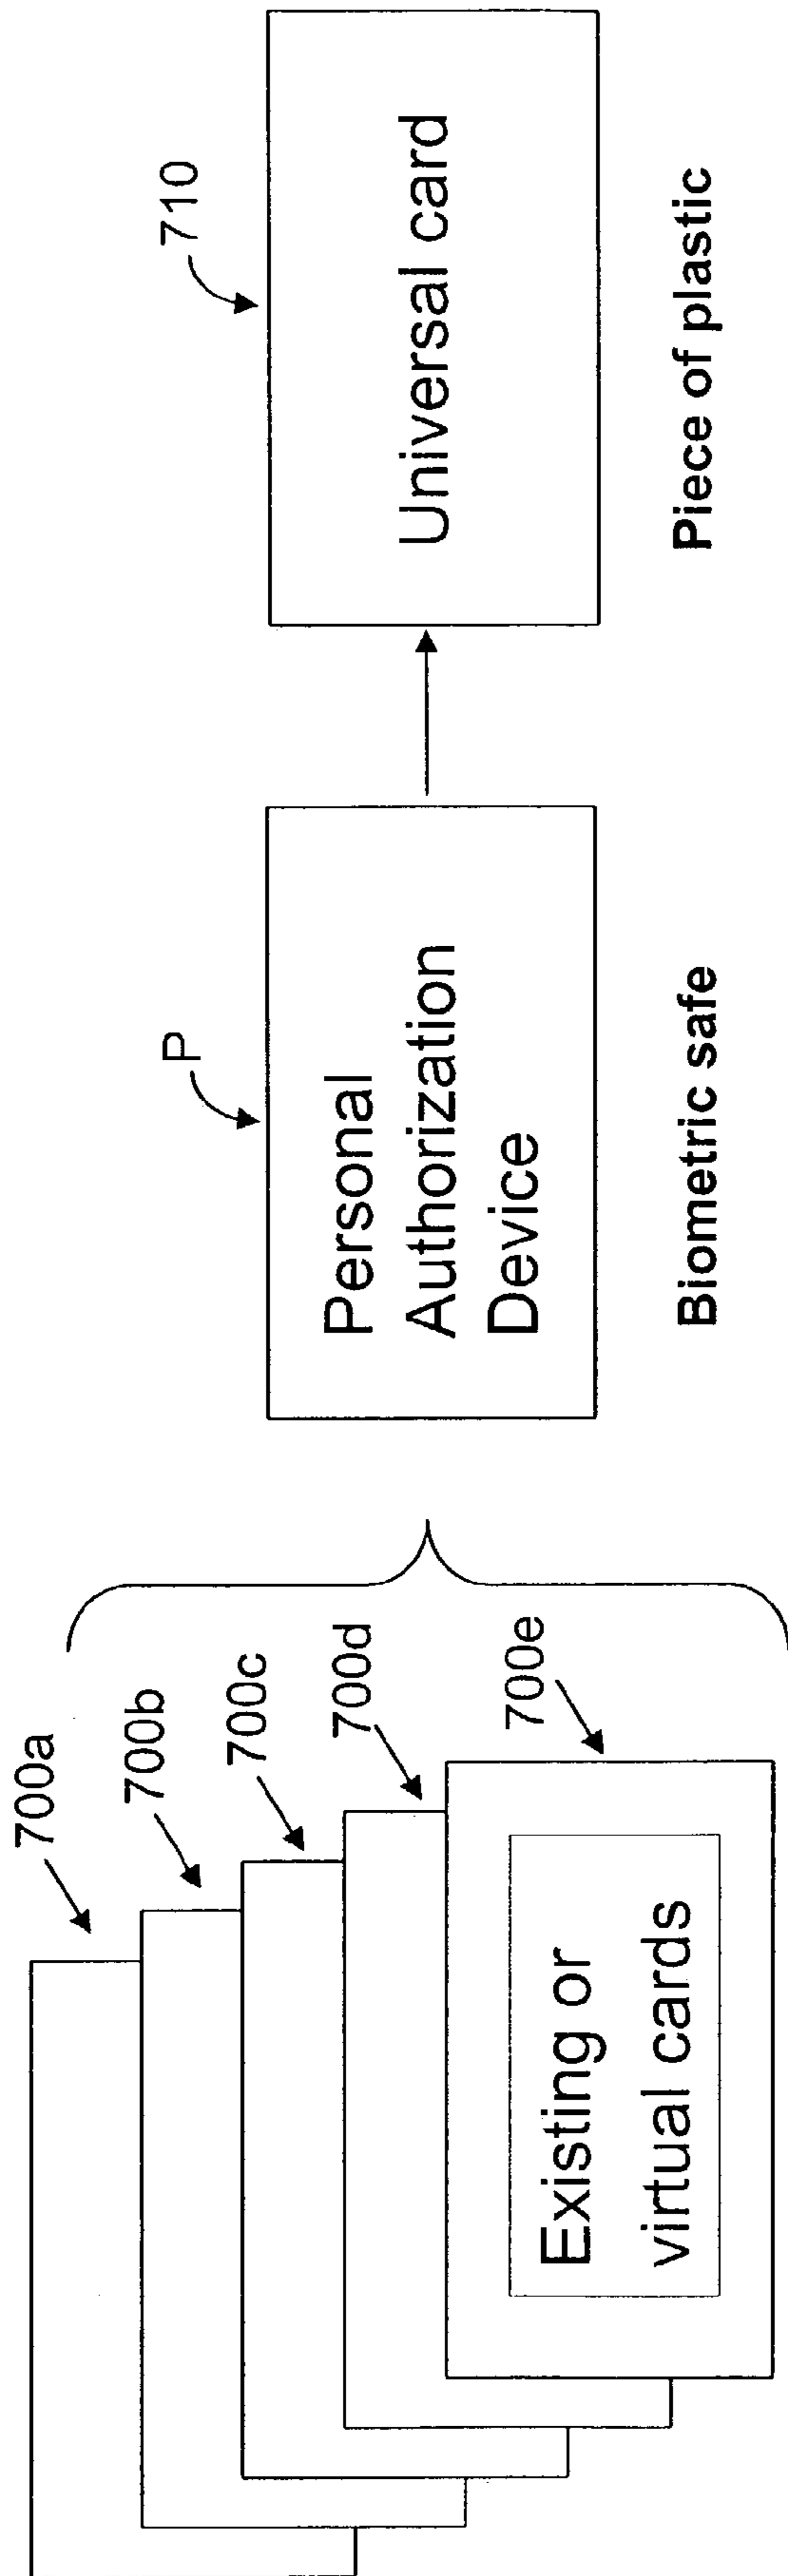 700a
700b
700c
700d
700e
Existing or
virtual cards
P
Personal
Authorization
Device
Biometric safe
710
Universal card
Piece of plastic